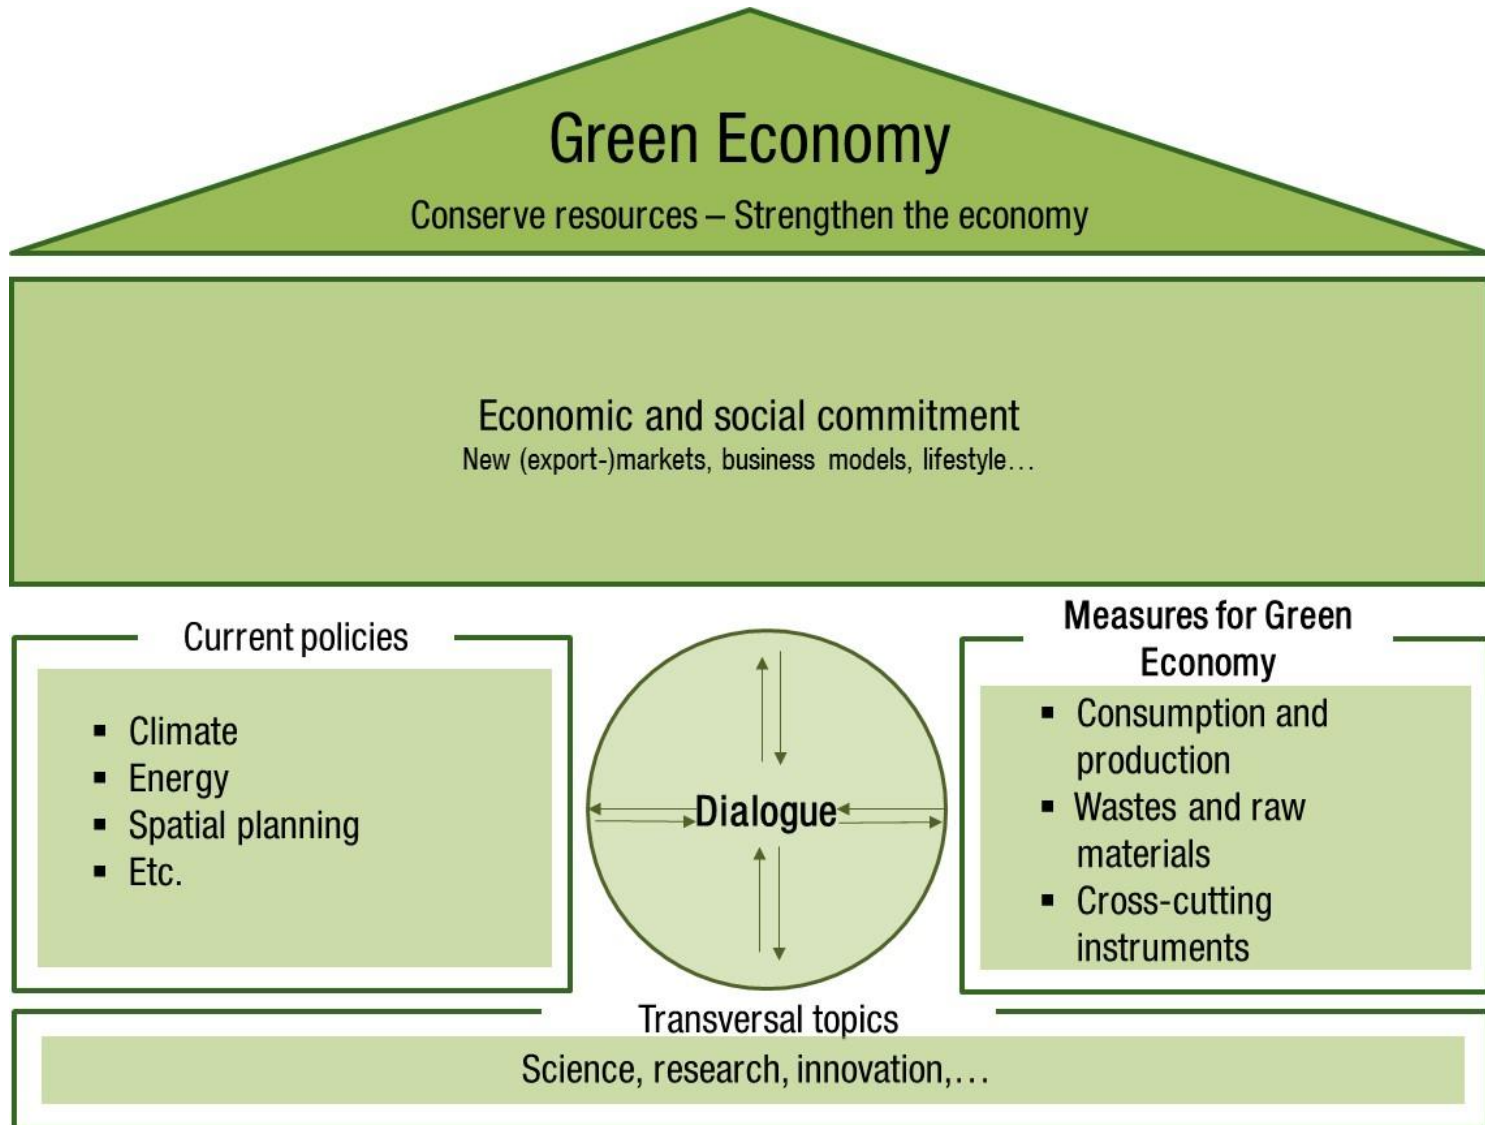 Green Economy
Conserve resources – Strengthen the economy
Economic and social commitment
New (export-)markets, business models, lifestyle…
Current policies
▪ Climate
▪ Energy
▪ Spatial planning
▪ Etc.
Dialogue
Measures for Green
Economy
▪ Consumption and
production
▪ Wastes and raw
materials
▪ Cross-cutting
instruments
Transversal topics
Science, research, innovation,…